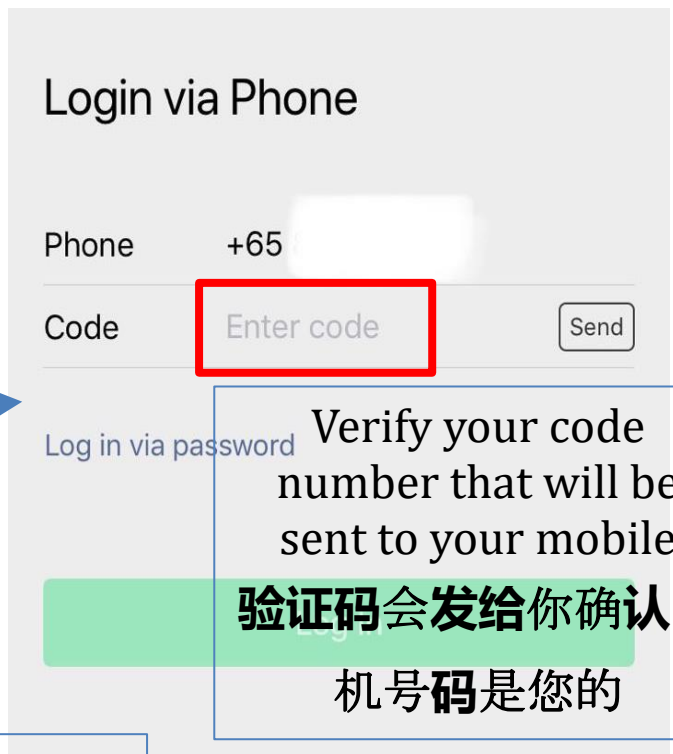 Login via Phone
Phone +65
Code Enter code Send
Log in via password
Verify your code
number that will be
sent to your mobile
Log in
验证码会发给你确认
机号码是您的